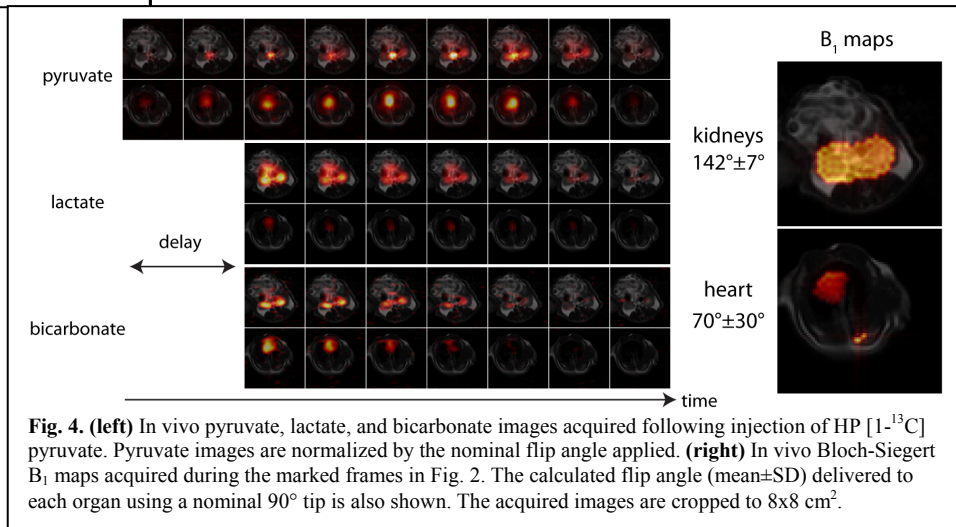 pyruvate
lactate
delay
bicarbonate
time
B1 maps
kidneys
142°±7°
heart
70°±30°
Fig. 4. (left) In vivo pyruvate, lactate, and bicarbonate images acquired following injection of HP [1-13C]
pyruvate. Pyruvate images are normalized by the nominal flip angle applied. (right) In vivo Bloch-Siegert
B1 maps acquired during the marked frames in Fig. 2. The calculated flip angle (mean±SD) delivered to
each organ using a nominal 90° tip is also shown. The acquired images are cropped to 8x8 cm2.